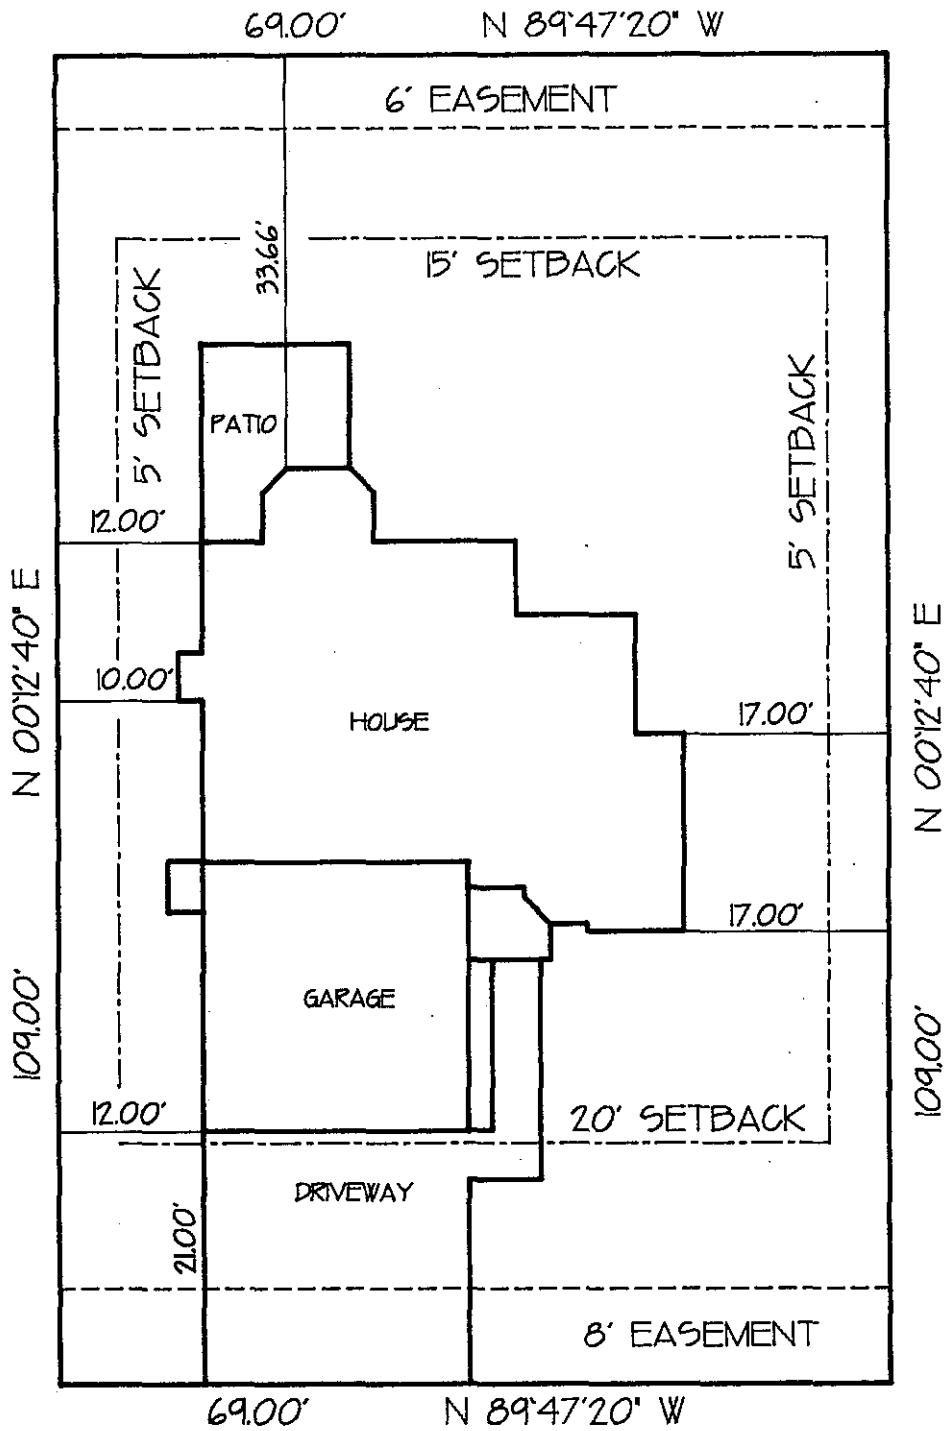 69.00' N 89°47'20" W
6' EASEMENT
33.66'
15' SETBACK
5' SETBACK
5' SETBACK
PATIO
12.00'
N 00°12'40" E
N 00°12'40" E
10.00'
HOUSE
17.00'
17.00'
109.00'
GARAGE
109.00'
12.00'
20' SETBACK
DRIVEWAY
21.00'
8' EASEMENT
69.00' N 89°47'20" W